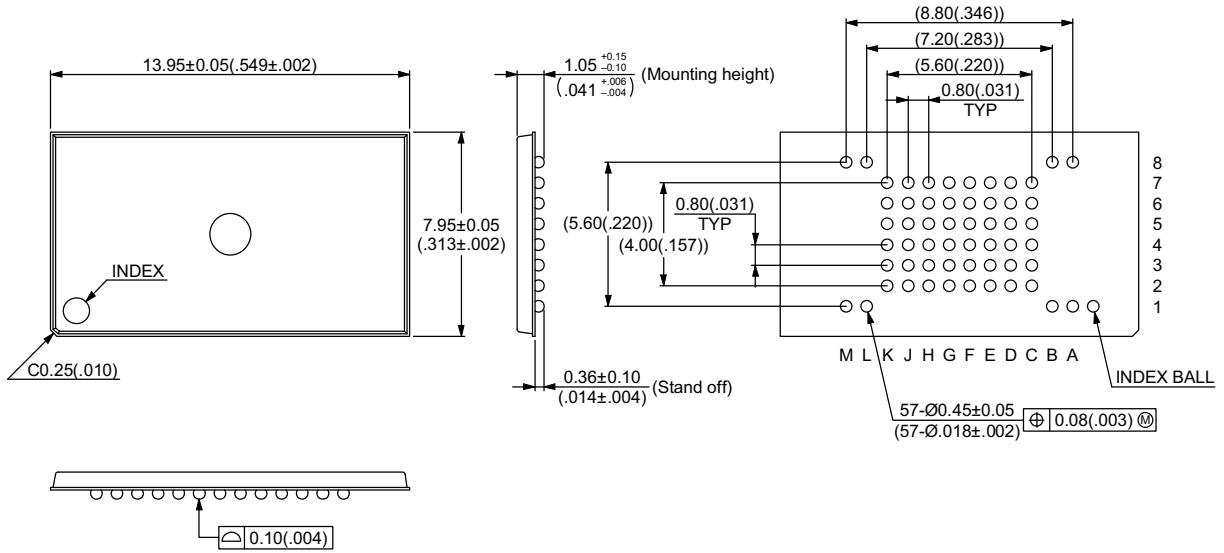 13.95±0.05(.549±.002)
INDEX
C0.25(.010)
7.95±0.05
(.313±.002)
1.05 +0.15 –0.10 (Mounting height)
(.041 +.006 –.004)
0.36±0.10 (Stand off)
(.014±.004)
0.10(.004)
(8.80(.346))
(7.20(.283))
(5.60(.220))
0.80(.031)
TYP
(5.60(.220))
0.80(.031)
TYP
(4.00(.157))
8
7
6
5
4
3
2
1
M L K J H G F E D C B A
INDEX BALL
57-Ø0.45±0.05
(57-Ø.018±.002)
⌖ 0.08(.003) Ⓜ